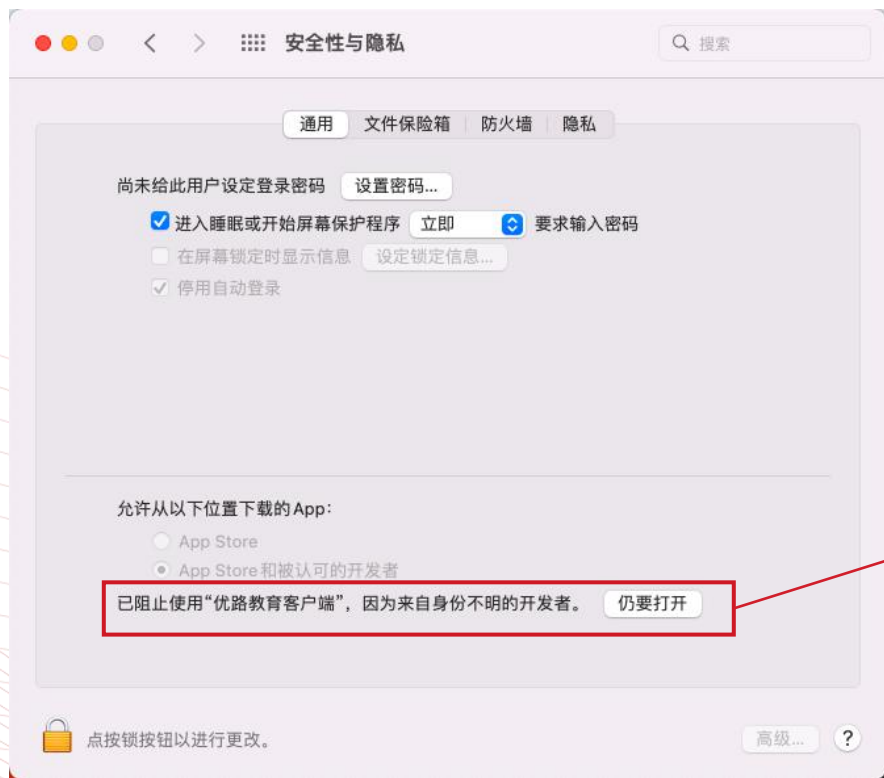 安全性与隐私
搜索
通用 文件保险箱 防火墙 隐私
尚未给此用户设定登录密码 设置密码...
进入睡眠或开始屏幕保护程序 立即 要求输入密码
在屏幕锁定时显示信息 设定锁定信息...
停用自动登录
允许从以下位置下载的App：
App Store
App Store和被认可的开发者
已阻止使用“优路教育客户端”，因为来自身份不明的开发者。 仍要打开
点按锁按钮以进行更改。
高级... ?